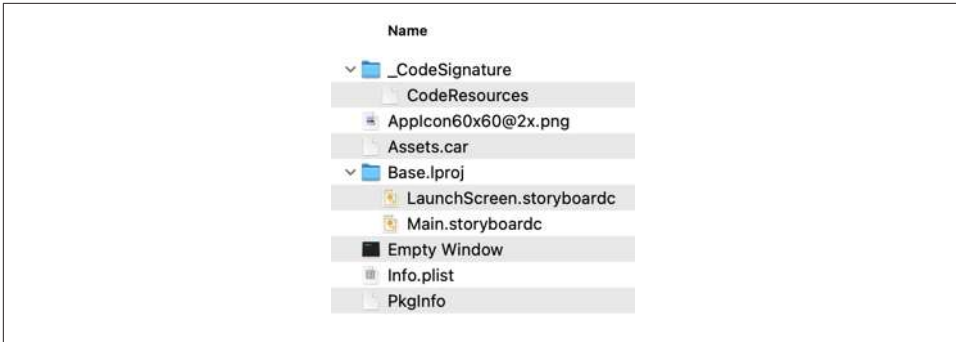 Name
_CodeSignature
CodeResources
AppIcon60x60@2x.png
Assets.car
Base.lproj
LaunchScreen.storyboardc
Main.storyboardc
Empty Window
Info.plist
PkgInfo